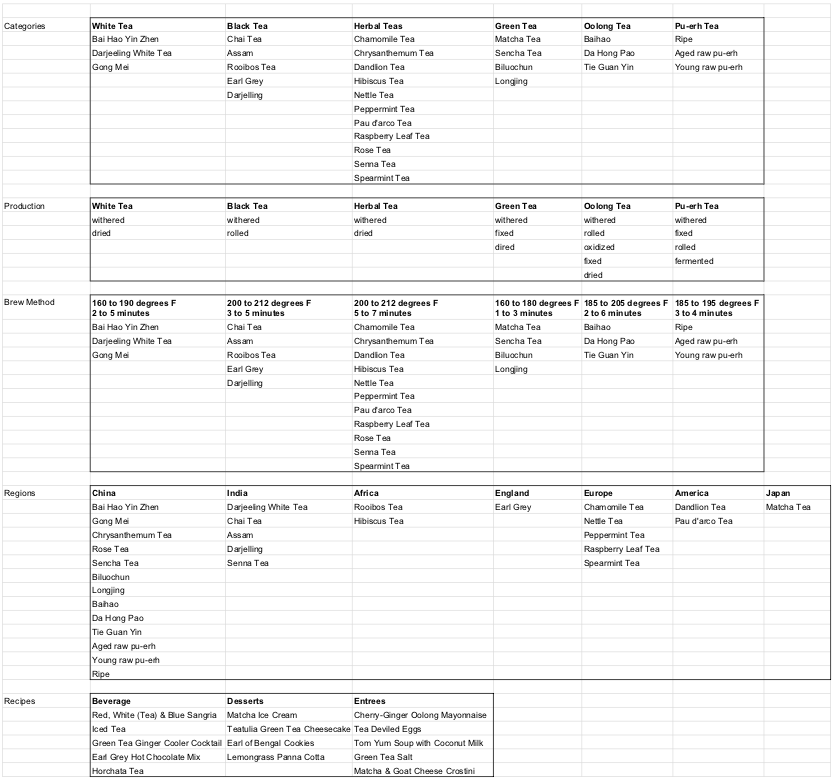 Categories White Tea Black Tea Herbal Teas Green Tea Oolong Tea Pu-erh Tea
Bai Hao Yin Zhen Chai Tea Chamomile Tea Matcha Tea Baihao Ripe
Darjeeling White Tea Assam Chrysanthemum Tea Sencha Tea Da Hong Pao Aged raw pu-erh
Gong Mei Rooibos Tea Dandlion Tea Biluochun Tie Guan Yin Young raw pu-erh
Earl Grey Hibiscus Tea Longjing
Darjelling Nettle Tea
Peppermint Tea
Pau d'arco Tea
Raspberry Leaf Tea
Rose Tea
Senna Tea
Spearmint Tea
Production White Tea Black Tea Herbal Tea Green Tea Oolong Tea Pu-erh Tea
withered withered withered withered withered withered
dried rolled dried fixed rolled fixed
dired oxidized rolled
fixed fermented
dried
Brew Method 160 to 190 degrees F 200 to 212 degrees F 200 to 212 degrees F 160 to 180 degrees F 185 to 205 degrees F 185 to 195 degrees F
2 to 5 minutes 3 to 5 minutes 5 to 7 minutes 1 to 3 minutes 2 to 6 minutes 3 to 4 minutes
Bai Hao Yin Zhen Chai Tea Chamomile Tea Matcha Tea Baihao Ripe
Darjeeling White Tea Assam Chrysanthemum Tea Sencha Tea Da Hong Pao Aged raw pu-erh
Gong Mei Rooibos Tea Dandlion Tea Biluochun Tie Guan Yin Young raw pu-erh
Earl Grey Hibiscus Tea Longjing
Darjelling Nettle Tea
Peppermint Tea
Pau d'arco Tea
Raspberry Leaf Tea
Rose Tea
Senna Tea
Spearmint Tea
Regions China India Africa England Europe America Japan
Bai Hao Yin Zhen Darjeeling White Tea Rooibos Tea Earl Grey Chamomile Tea Dandlion Tea Matcha Tea
Gong Mei Chai Tea Hibiscus Tea Nettle Tea Pau d'arco Tea
Chrysanthemum Tea Assam Peppermint Tea
Rose Tea Darjelling Raspberry Leaf Tea
Sencha Tea Senna Tea Spearmint Tea
Biluochun
Longjing
Baihao
Da Hong Pao
Tie Guan Yin
Aged raw pu-erh
Young raw pu-erh
Ripe
Recipes Beverage Desserts Entrees
Red, White (Tea) & Blue Sangria Matcha Ice Cream Cherry-Ginger Oolong Mayonnaise
Iced Tea Teatulia Green Tea Cheesecake Tea Deviled Eggs
Green Tea Ginger Cooler Cocktail Earl of Bengal Cookies Tom Yum Soup with Coconut Milk
Earl Grey Hot Chocolate Mix Lemongrass Panna Cotta Green Tea Salt
Horchata Tea Matcha & Goat Cheese Crostini